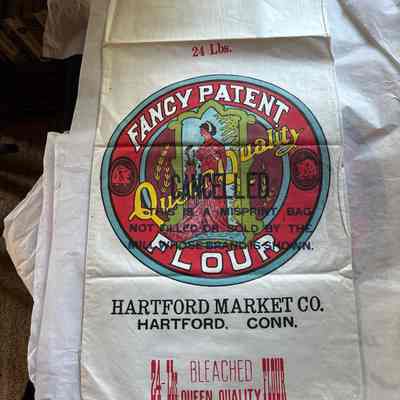 24 Lbs.
FANCY PATENT
Queen Quality
CANCELLED.
THIS IS A MISPRINT BAG
NOT FILLED OR SOLD BY THE
MILL WHOSE BRAND IS SHOWN.
FLOUR
HARTFORD MARKET CO.
HARTFORD, CONN.
24-Lbs BLEACHED FLOUR
QUEEN QUALITY